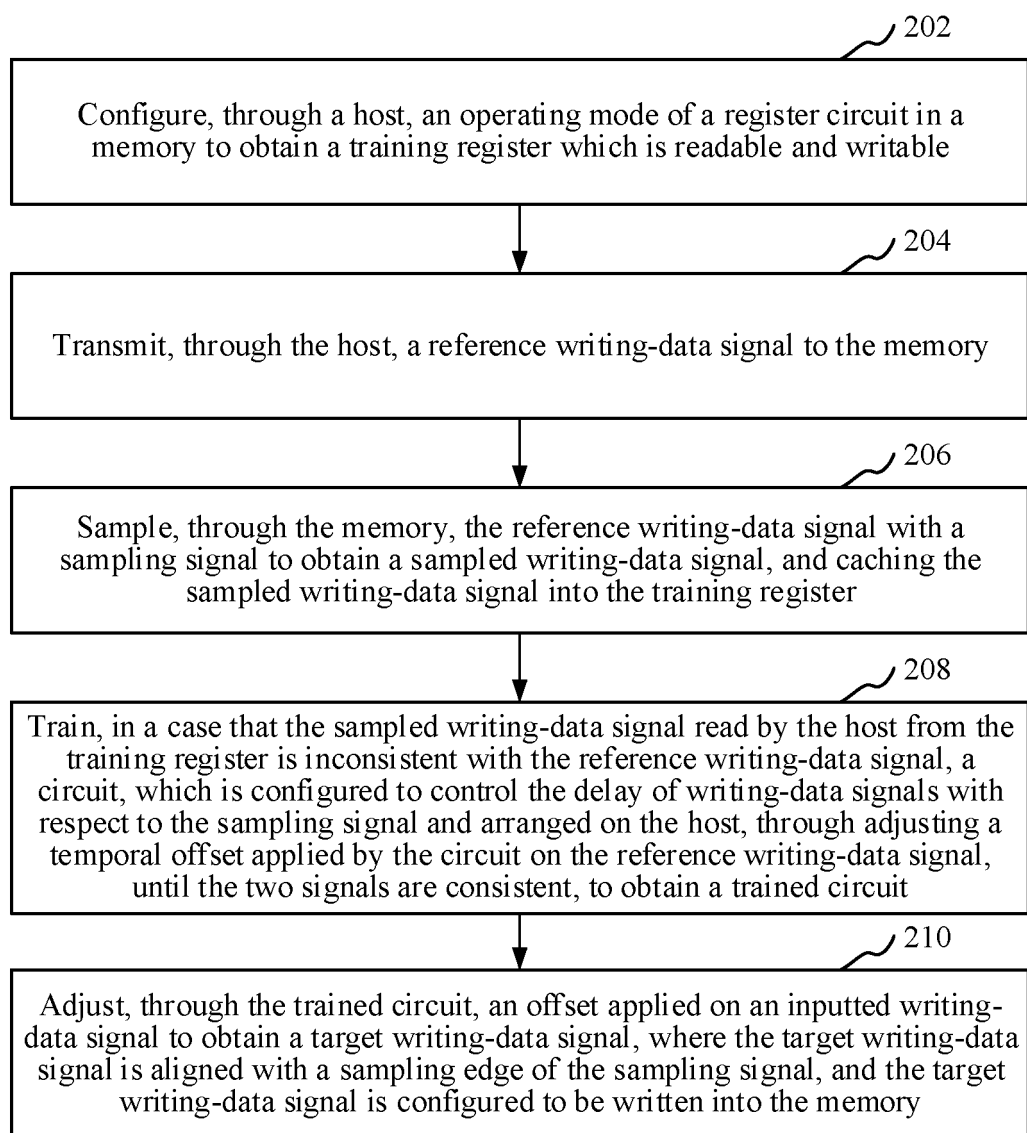 202
Configure, through a host, an operating mode of a register circuit in a
memory to obtain a training register which is readable and writable
204
Transmit, through the host, a reference writing-data signal to the memory
206
Sample, through the memory, the reference writing-data signal with a
sampling signal to obtain a sampled writing-data signal, and caching the
sampled writing-data signal into the training register
208
Train, in a case that the sampled writing-data signal read by the host from the
training register is inconsistent with the reference writing-data signal, a
circuit, which is configured to control the delay of writing-data signals with
respect to the sampling signal and arranged on the host, through adjusting a
temporal offset applied by the circuit on the reference writing-data signal,
until the two signals are consistent, to obtain a trained circuit
210
Adjust, through the trained circuit, an offset applied on an inputted writing-
data signal to obtain a target writing-data signal, where the target writing-data
signal is aligned with a sampling edge of the sampling signal, and the target
writing-data signal is configured to be written into the memory